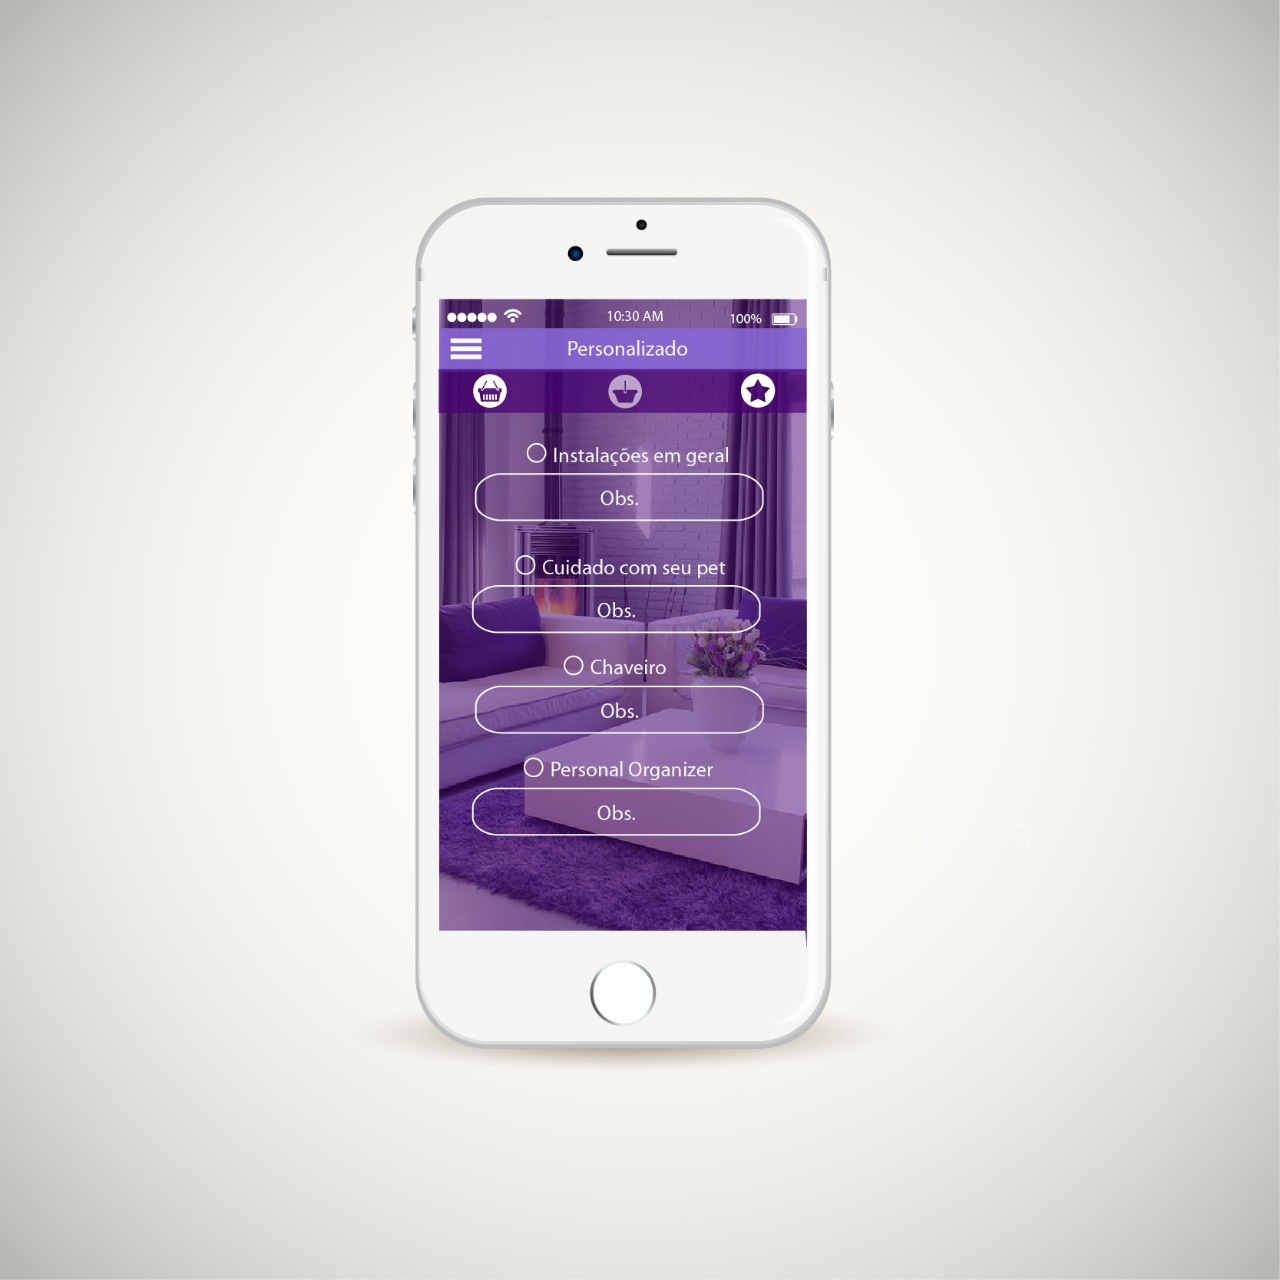 10:30 AM
100%
Personalizado
Instalações em geral
Obs.
Cuidado com seu pet
Obs.
Chaveiro
Obs.
Personal Organizer
Obs.